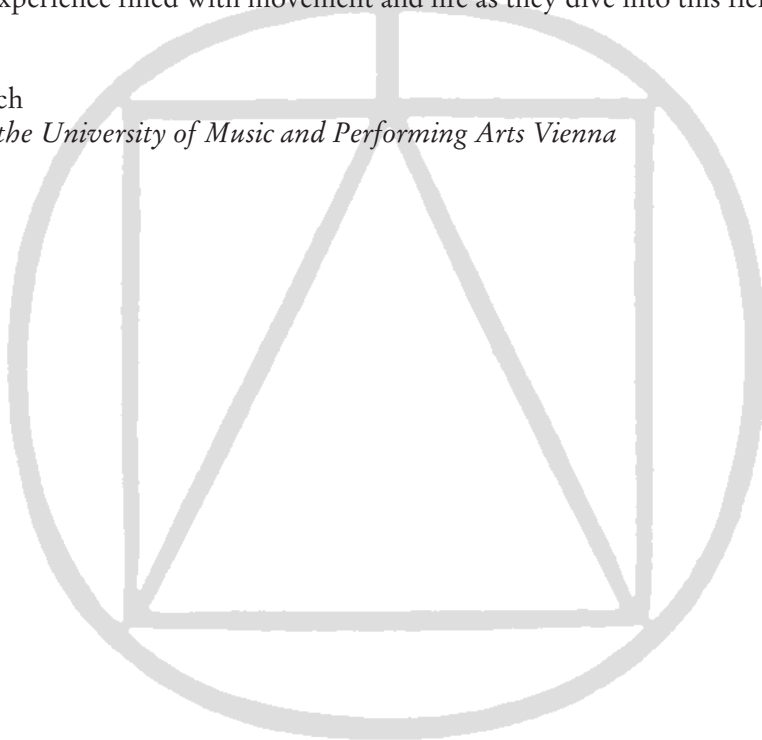 experience filled with movement and life as they dive into this
ch
the University of Music and Performing Arts Vienna